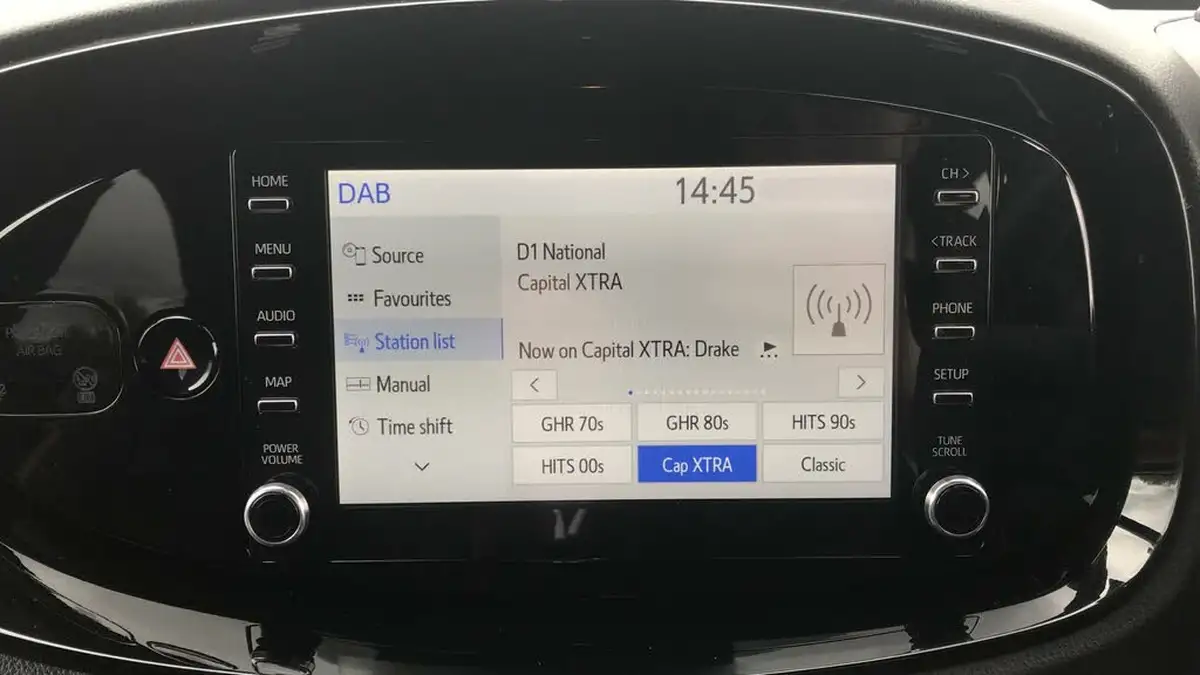 HOME
MENU
AUDIO
MAP
POWER
VOLUME
AIR BAG
DAB
14:45
Source
Favourites
Station list
Manual
Time shift
D1 National
Capital XTRA
Now on Capital XTRA: Drake
<
>
GHR 70s
GHR 80s
HITS 90s
HITS 00s
Cap XTRA
Classic
CH >
<TRACK
PHONE
SETUP
TUNE
SCROLL